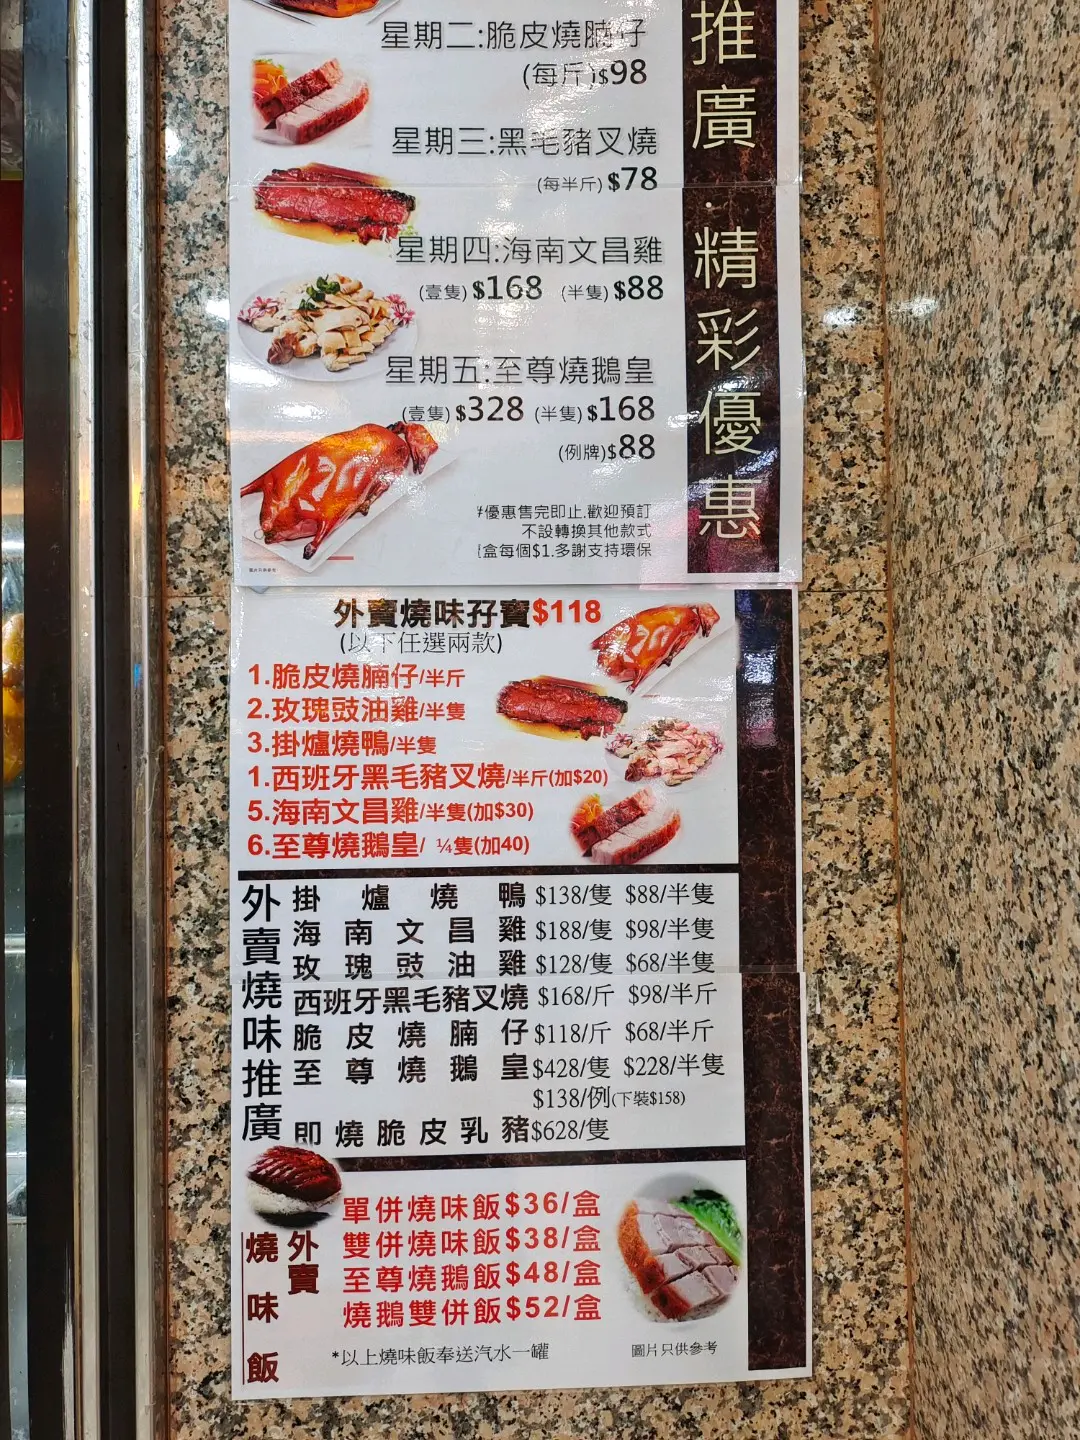 推廣．精彩優惠
星期二:脆皮燒腩仔
(每斤)$98
星期三:黑毛豬叉燒
(每半斤)$78
星期四:海南文昌雞
(壹隻)$168 (半隻)$88
星期五:至尊燒鵝皇
(壹隻)$328 (半隻)$168
(例牌)$88
#優惠售完即止.歡迎預訂
不設轉換其他款式
盒每個$1.多謝支持環保
圖片只供參考
外賣燒味孖寶$118
(以下任選兩款)
1.脆皮燒腩仔/半斤
2.玫瑰豉油雞/半隻
3.掛爐燒鴨/半隻
1.西班牙黑毛豬叉燒/半斤(加$20)
5.海南文昌雞/半隻(加$30)
6.至尊燒鵝皇/ ¼隻(加40)
外賣燒味推廣
掛爐燒鴨 $138/隻 $88/半隻
海南文昌雞 $188/隻 $98/半隻
玫瑰豉油雞 $128/隻 $68/半隻
西班牙黑毛豬叉燒 $168/斤 $98/半斤
脆皮燒腩仔 $118/斤 $68/半斤
至尊燒鵝皇 $428/隻 $228/半隻
$138/例(下裝$158)
即燒脆皮乳豬 $628/隻
外賣
燒味飯
單併燒味飯$36/盒
雙併燒味飯$38/盒
至尊燒鵝飯$48/盒
燒鵝雙併飯$52/盒
*以上燒味飯奉送汽水一罐
圖片只供參考